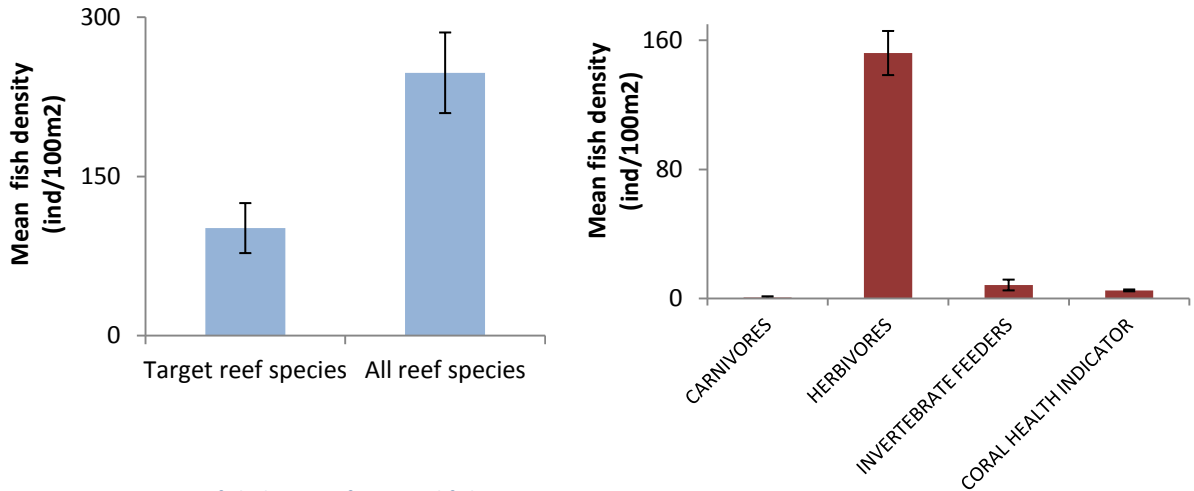 Mean  fish density
(ind/100m2)
300
150
0
Target reef species
All reef species
Mean fish density
(ind/100m2)
160
80
0
CARNIVORES
HERBIVORES
INVERTEBRATE FEEDERS
CORAL HEALTH INDICATOR